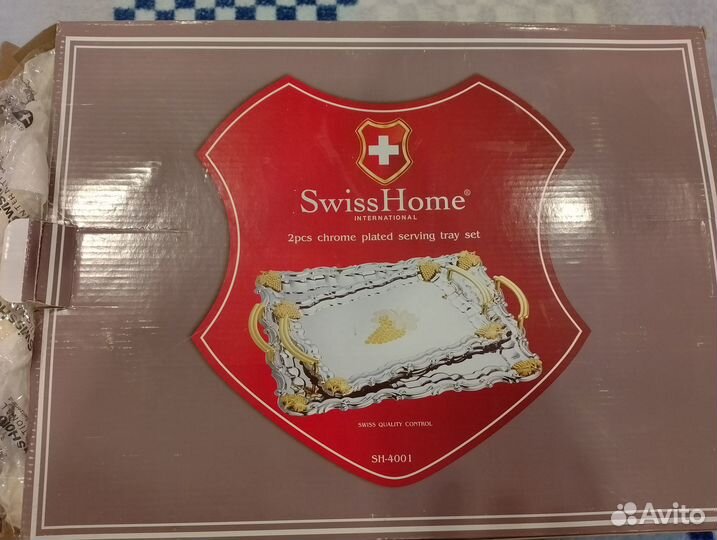 SwissHome®
INTERNATIONAL
2pcs chrome plated serving tray set
SWISS QUALITY CONTROL
SH-4001
Avito